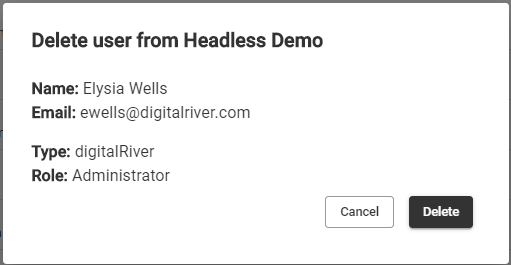 Delete user from Headless Demo
Name: Elysia Wells
Email: ewells@digitalriver.com
Type: digitalRiver
Role: Administrator
Cancel Delete